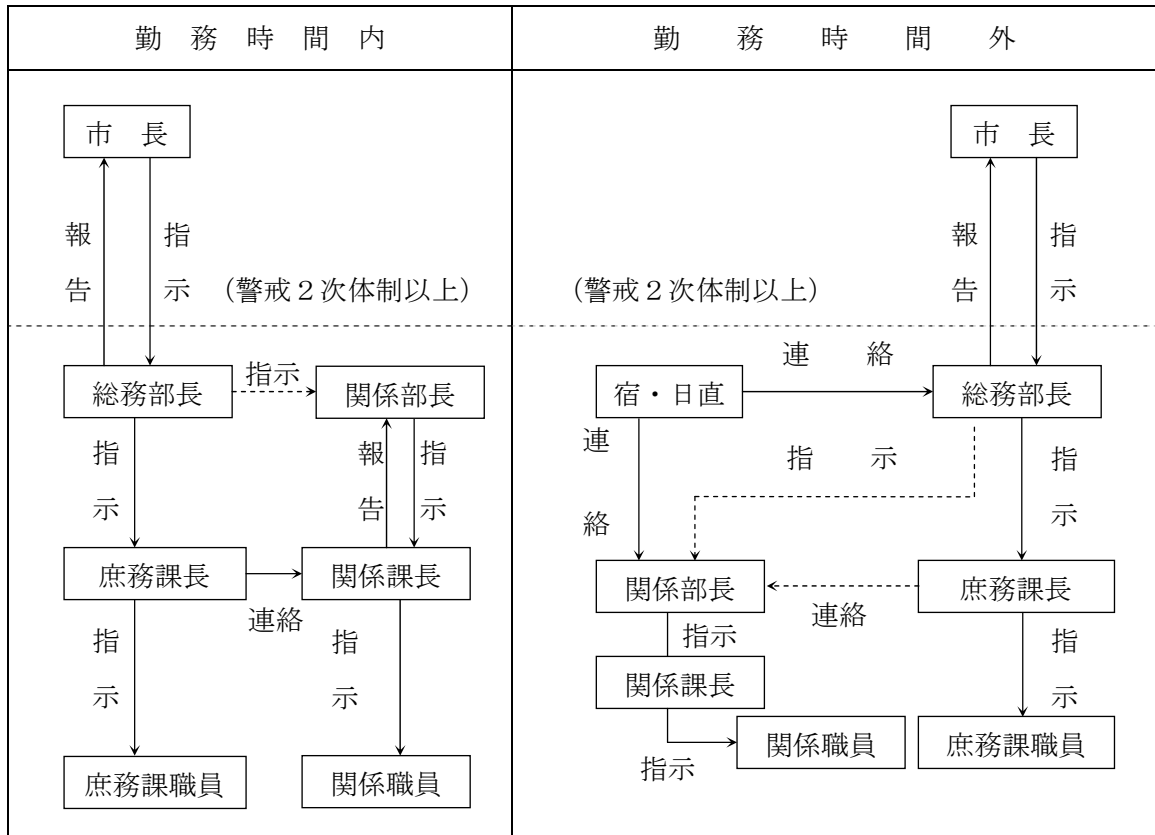 勤務時間内
勤務時間外
市長
報告
指示
(警戒2次体制以上)
総務部長
指示
関係部長
指示
報告
指示
庶務課長
連絡
関係課長
指示
指示
庶務課職員
関係職員
市長
報告
指示
(警戒2次体制以上)
宿・日直
連絡
総務部長
連絡
指示
指示
関係部長
連絡
庶務課長
指示
関係課長
指示
指示
関係職員
庶務課職員